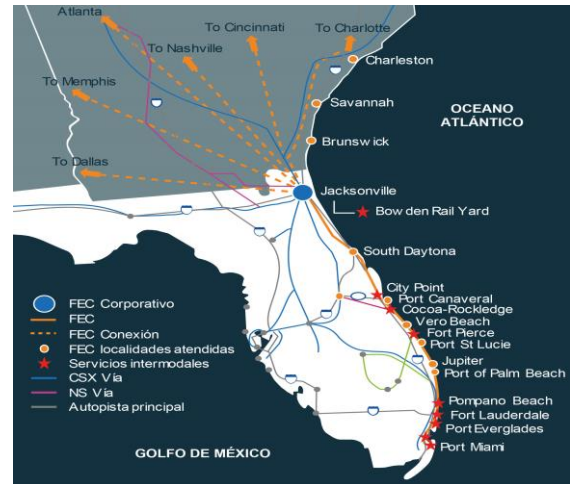 Atlanta
To Cincinnati
To Charlotte
To Nashville
Charleston
To Memphis
Savannah
OCEANO
ATLÁNTICO
Brunswick
To Dallas
Jacksonville
Bowden Rail Yard
South Daytona
City Point
Port Canaveral
Cocoa-Rockledge
Vero Beach
Fort Pierce
Port St Lucie
Jupiter
Port of Palm Beach
Pompano Beach
Fort Lauderdale
Port Everglades
Port Miami
FEC Corporativo
FEC
FEC Conexión
FEC localidades atendidas
Servicios intermodales
CSX Vía
NS Vía
Autopista principal
GOLFO DE MÉXICO